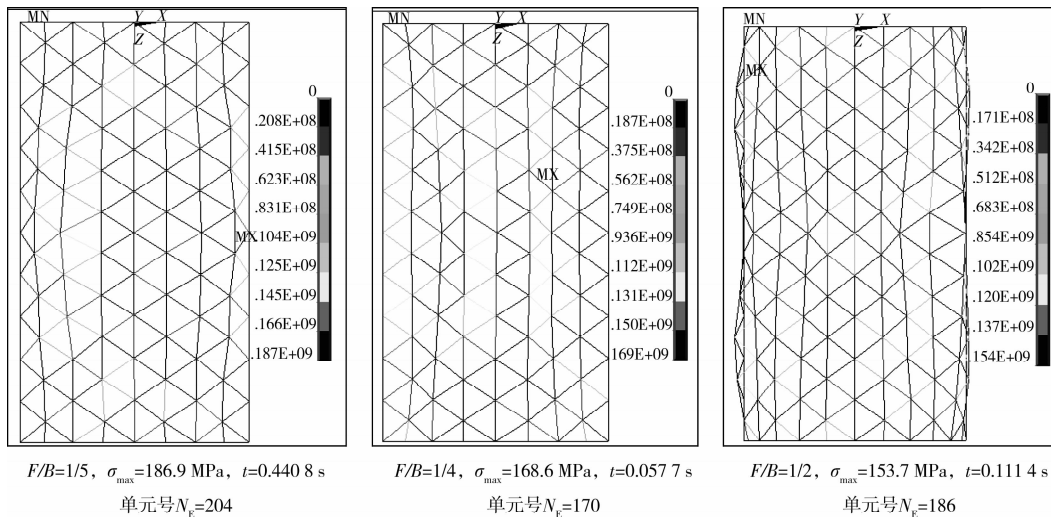 MN Y X
Z
0
.208E+08
.415E+08
.623E+08
.831E+08
MX .104E+09
.125E+09
.145E+09
.166E+09
.187E+09
F/B=1/5, σmax=186.9 MPa, t=0.440 8 s
单元号NE=204
MN Y X
Z
0
.187E+08
.375E+08
MX
.562E+08
.749E+08
.936E+08
.112E+09
.131E+09
.150E+09
169E+09
F/B=1/4, σmax=168.6 MPa, t=0.057 7 s
单元号NE=170
MN Y X
Z
MX
0
.171E+08
.342E+08
.512E+08
.683E+08
.854E+08
.102E+09
.120E+09
.137E+09
154E+09
F/B=1/2, σmax=153.7 MPa, t=0.111 4 s
单元号NE=186